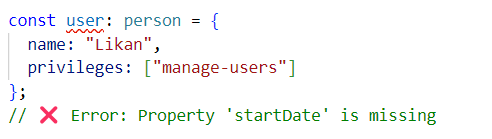 const user: person = {
  name: "Likan",
  privileges: ["manage-users"]
};
// ❌ Error: Property 'startDate' is missing